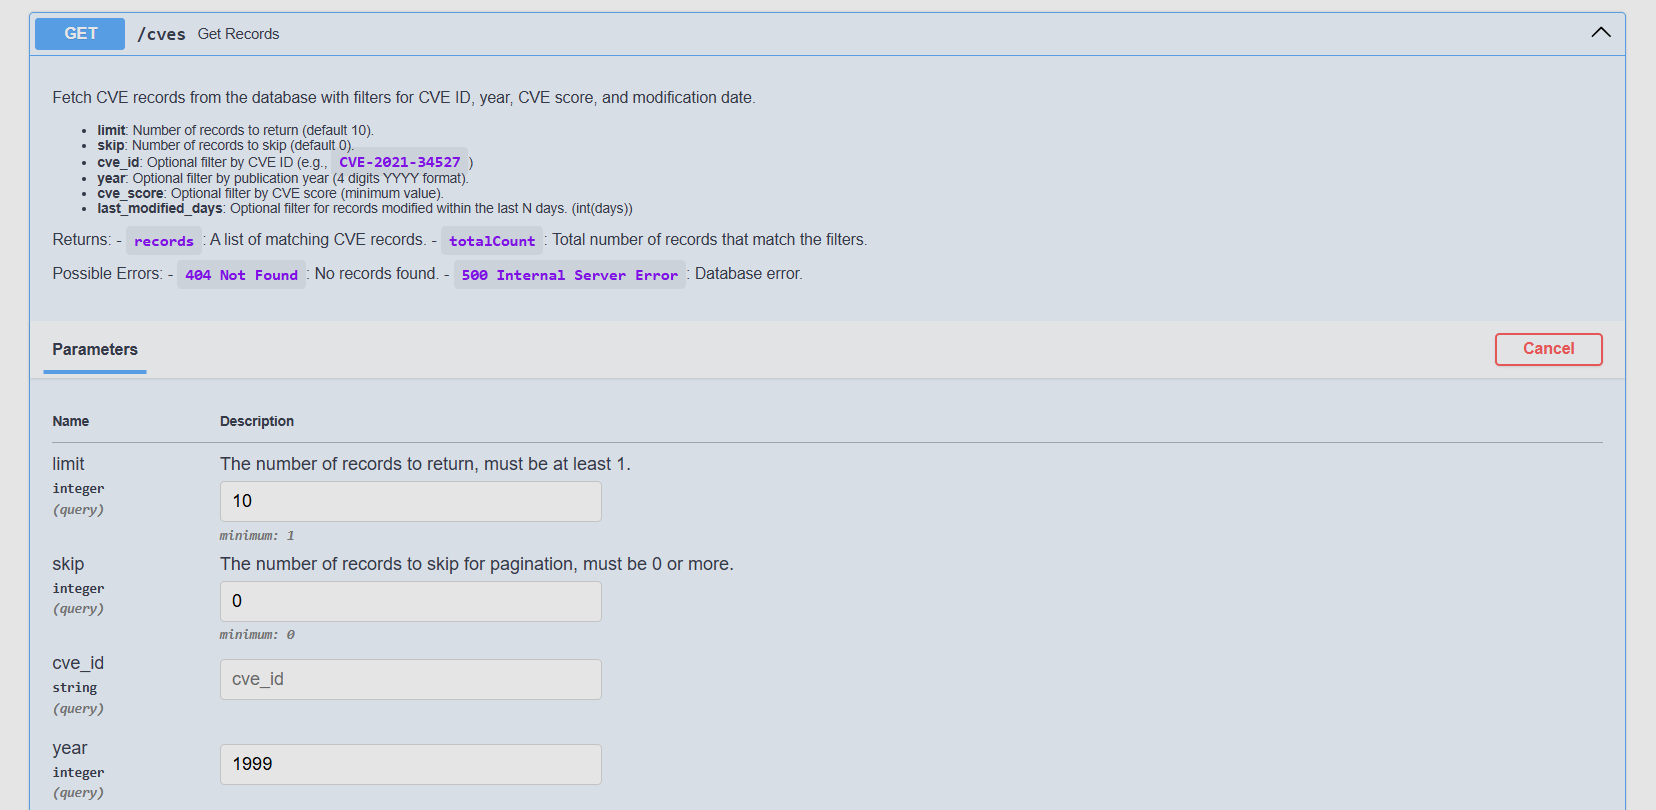 GET /cves Get Records
Fetch CVE records from the database with filters for CVE ID, year, CVE score, and modification date.
• limit: Number of records to return (default 10).
• skip: Number of records to skip (default 0).
• cve_id: Optional filter by CVE ID (e.g., CVE-2021-34527 )
• year: Optional filter by publication year (4 digits YYYY format).
• cve_score: Optional filter by CVE score (minimum value).
• last_modified_days: Optional filter for records modified within the last N days. (int(days))
Returns: - records : A list of matching CVE records. - totalCount : Total number of records that match the filters.
Possible Errors: - 404 Not Found : No records found. - 500 Internal Server Error : Database error.
Parameters
Cancel
Name Description
limit The number of records to return, must be at least 1.
integer
(query)
10
minimum: 1
skip The number of records to skip for pagination, must be 0 or more.
integer
(query)
0
minimum: 0
cve_id
string
(query)
cve_id
year
integer
(query)
1999